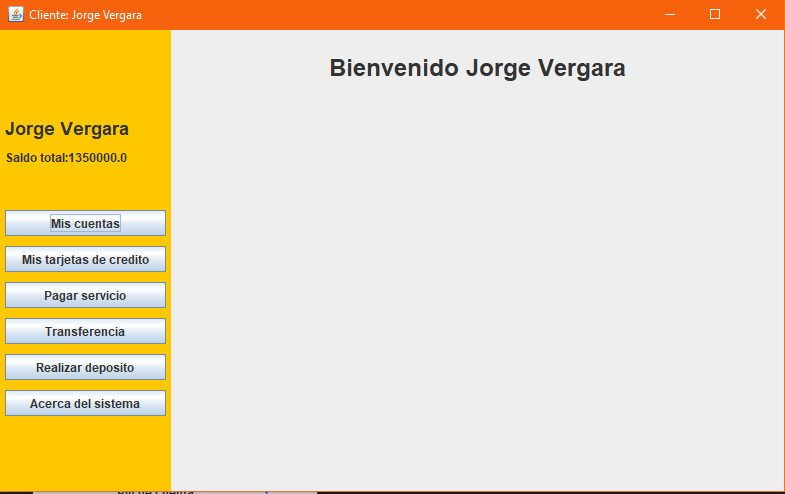 Cliente: Jorge Vergara
Bienvenido Jorge Vergara
Jorge Vergara
Saldo total:1350000.0
Mis cuentas
Mis tarjetas de credito
Pagar servicio
Transferencia
Realizar deposito
Acerca del sistema